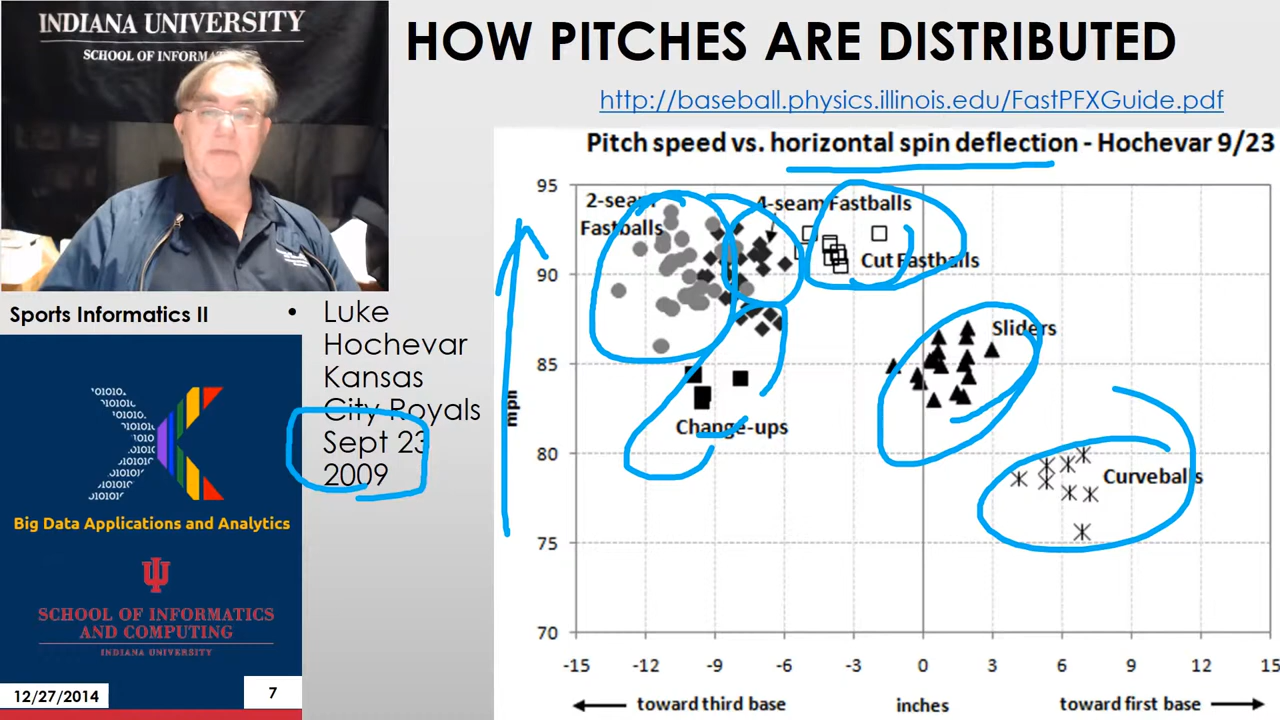 INDIANA UNIVERSITY
SCHOOL OF INFORMA
HOW PITCHES ARE DISTRIBUTED
http://baseball.physics.illinois.edu/FastPFXGuide.pdf
Sports Informatics II
• Luke
Hochevar
Kansas
City Royals
Sept 23
2009
Big Data Applications and Analytics
SCHOOL OF INFORMATICS
AND COMPUTING
INDIANA UNIVERSITY
12/27/2014
7
Pitch speed vs. horizontal spin deflection - Hochevar 9/23
95
90
85
80
75
70
mph
2-seam
Fastballs
4-seam Fastballs
Cut Fastballs
Sliders
Change-ups
Curveballs
-15 -12 -9 -6 -3 0 3 6 9 12 15
toward third base inches toward first base